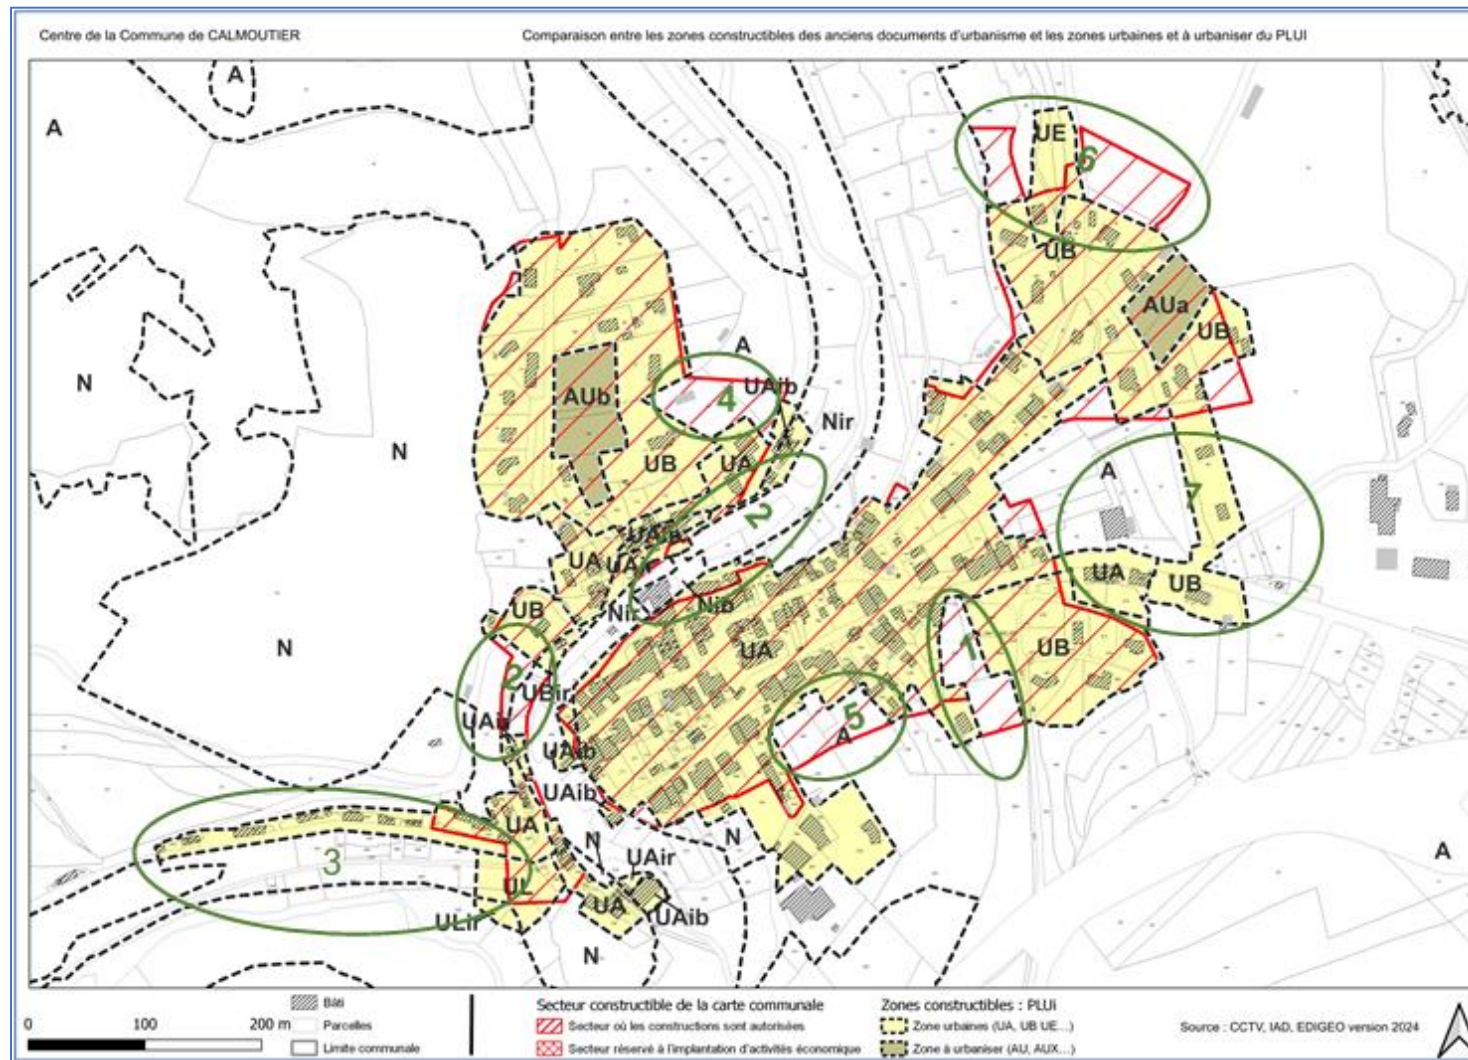 Centre de la Commune de CALMOUTIER
Comparaison entre les zones constructibles des anciens documents d'urbanisme et les zones urbaines et à urbaniser du PLUI
A
A
UE
6
UB
AUa
UB
N
A
UAib
4
AUb
Nir
N
UB
UA
A
2
7
UA
UAir
UA
UB
Nir
Nib
UB
N
UA
1
UB
2
UBir
UAir
5
A
UAib
UAib
UA
N
N
UAir
A
3
UL
UA
UAib
ULir
N
Bâti
Parcelles
Limite communale
0 100 200 m
Secteur constructible de la carte communale
Secteur où les constructions sont autorisées
Secteur réservé à l'implantation d'activités économique
Zones constructibles : PLUi
Zone urbaines (UA, UB UE...)
Zone à urbaniser (AU, AUX...)
Source : CCTV, IAD, EDIGEO version 2024